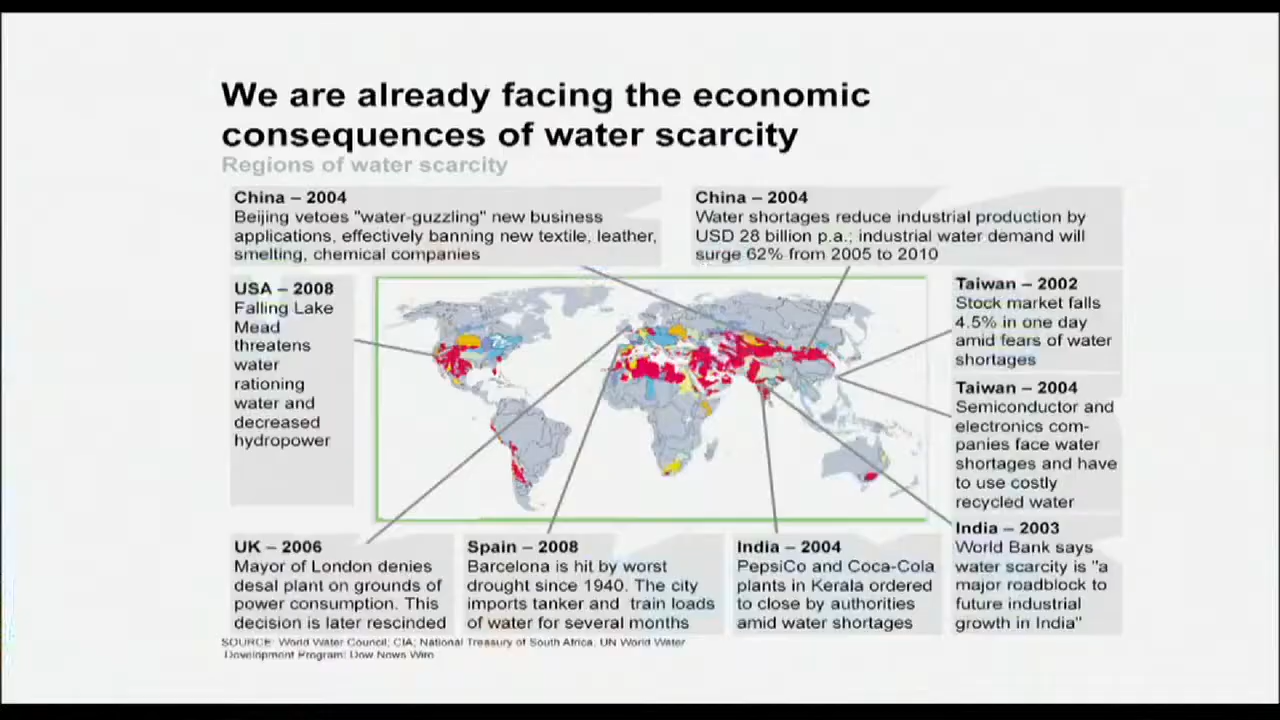 We are already facing the economic
consequences of water scarcity
Regions of water scarcity
China – 2004
Beijing vetoes "water-guzzling" new business
applications, effectively banning new textile, leather,
smelting, chemical companies
China – 2004
Water shortages reduce industrial production by
USD 28 billion p.a.; industrial water demand will
surge 62% from 2005 to 2010
USA – 2008
Falling Lake
Mead
threatens
water
rationing
water and
decreased
hydropower
Taiwan – 2002
Stock market falls
4.5% in one day
amid fears of water
shortages
Taiwan – 2004
Semiconductor and
electronics com-
panies face water
shortages and have
to use costly
recycled water
UK – 2006
Mayor of London denies
desal plant on grounds of
power consumption. This
decision is later rescinded
Spain – 2008
Barcelona is hit by worst
drought since 1940. The city
imports tanker and train loads
of water for several months
India – 2004
PepsiCo and Coca-Cola
plants in Kerala ordered
to close by authorities
amid water shortages
India – 2003
World Bank says
water scarcity is "a
major roadblock to
future industrial
growth in India"
SOURCE: World Water Council; CIA; National Treasury of South Africa; UN World Water
Development Program; Dow News Wire